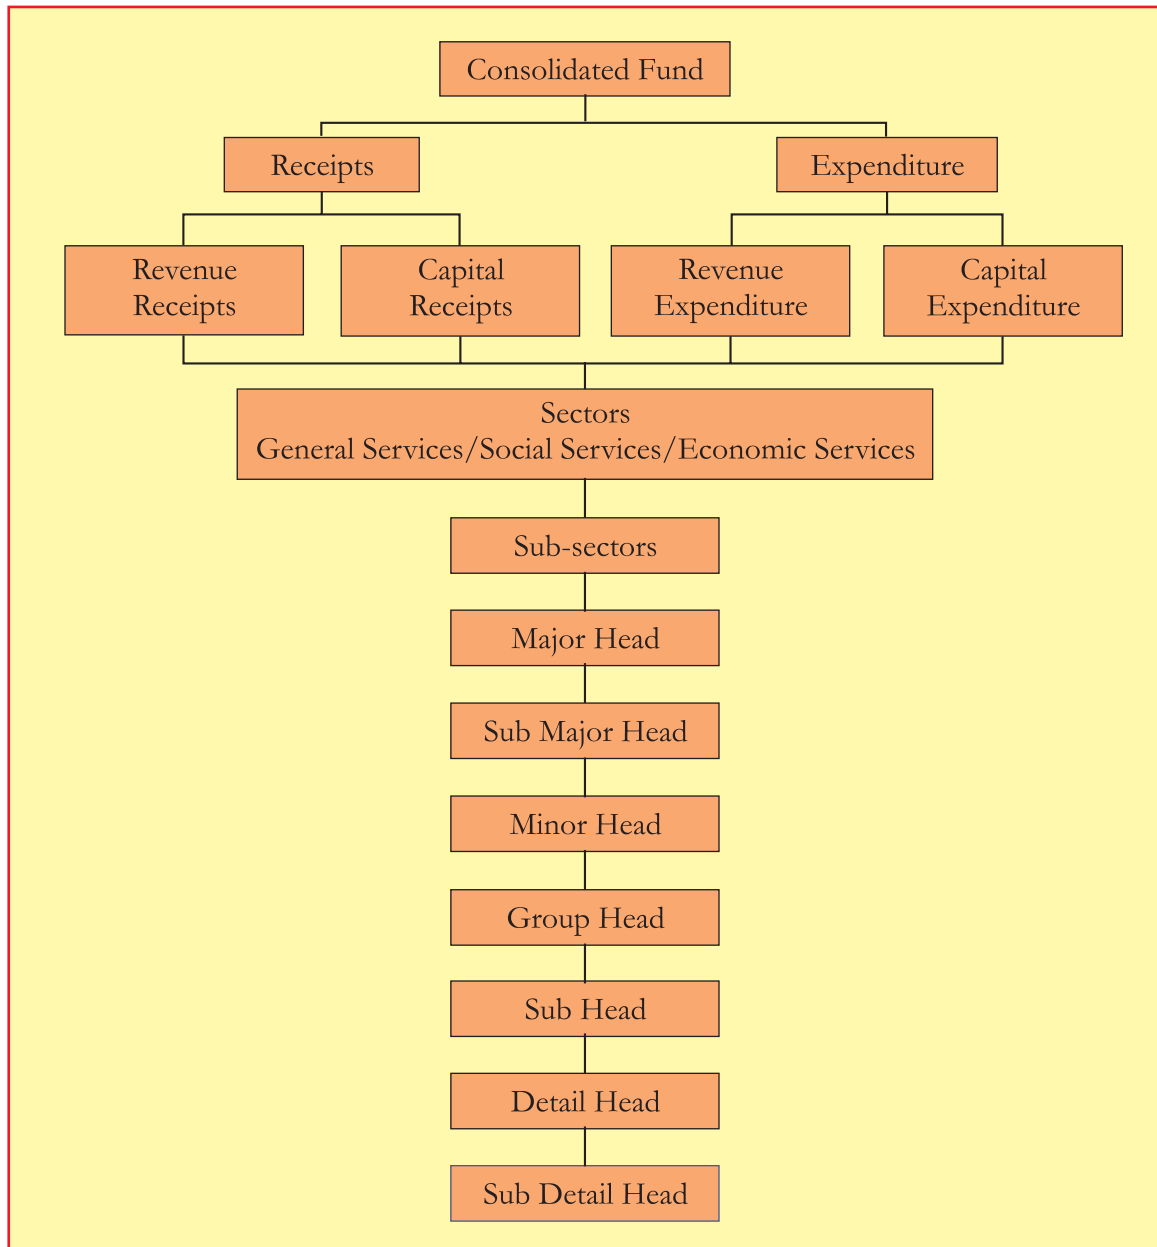 Consolidated Fund
Receipts
Expenditure
Revenue
Receipts
Capital
Receipts
Revenue
Expenditure
Capital
Expenditure
Sectors
General Services/Social Services/Economic Services
Sub-sectors
Major Head
Sub Major Head
Minor Head
Group Head
Sub Head
Detail Head
Sub Detail Head